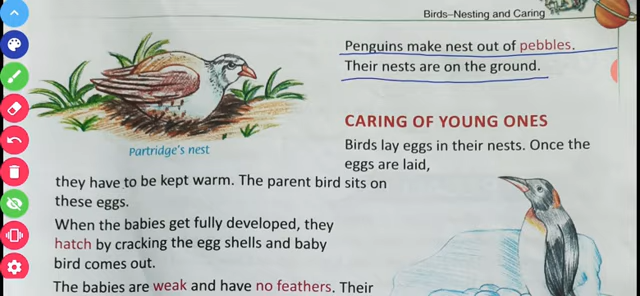 Birds–Nesting and Caring
Penguins make nest out of pebbles.
Their nests are on the ground.
Partridge's nest
CARING OF YOUNG ONES
Birds lay eggs in their nests. Once the
eggs are laid,
they have to be kept warm. The parent bird sits on
these eggs.
When the babies get fully developed, they
hatch by cracking the egg shells and baby
bird comes out.
The babies are weak and have no feathers. Their